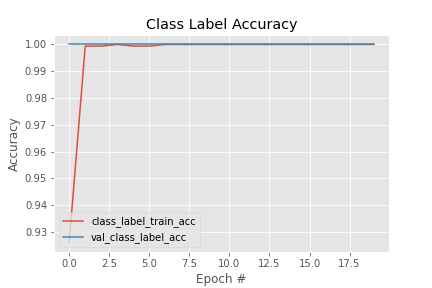 Class Label Accuracy
1.00
0.99
0.98
0.97
0.96
0.95
0.94
0.93
Accuracy
class_label_train_acc
val_class_label_acc
0.0 2.5 5.0 7.5 10.0 12.5 15.0 17.5
Epoch #